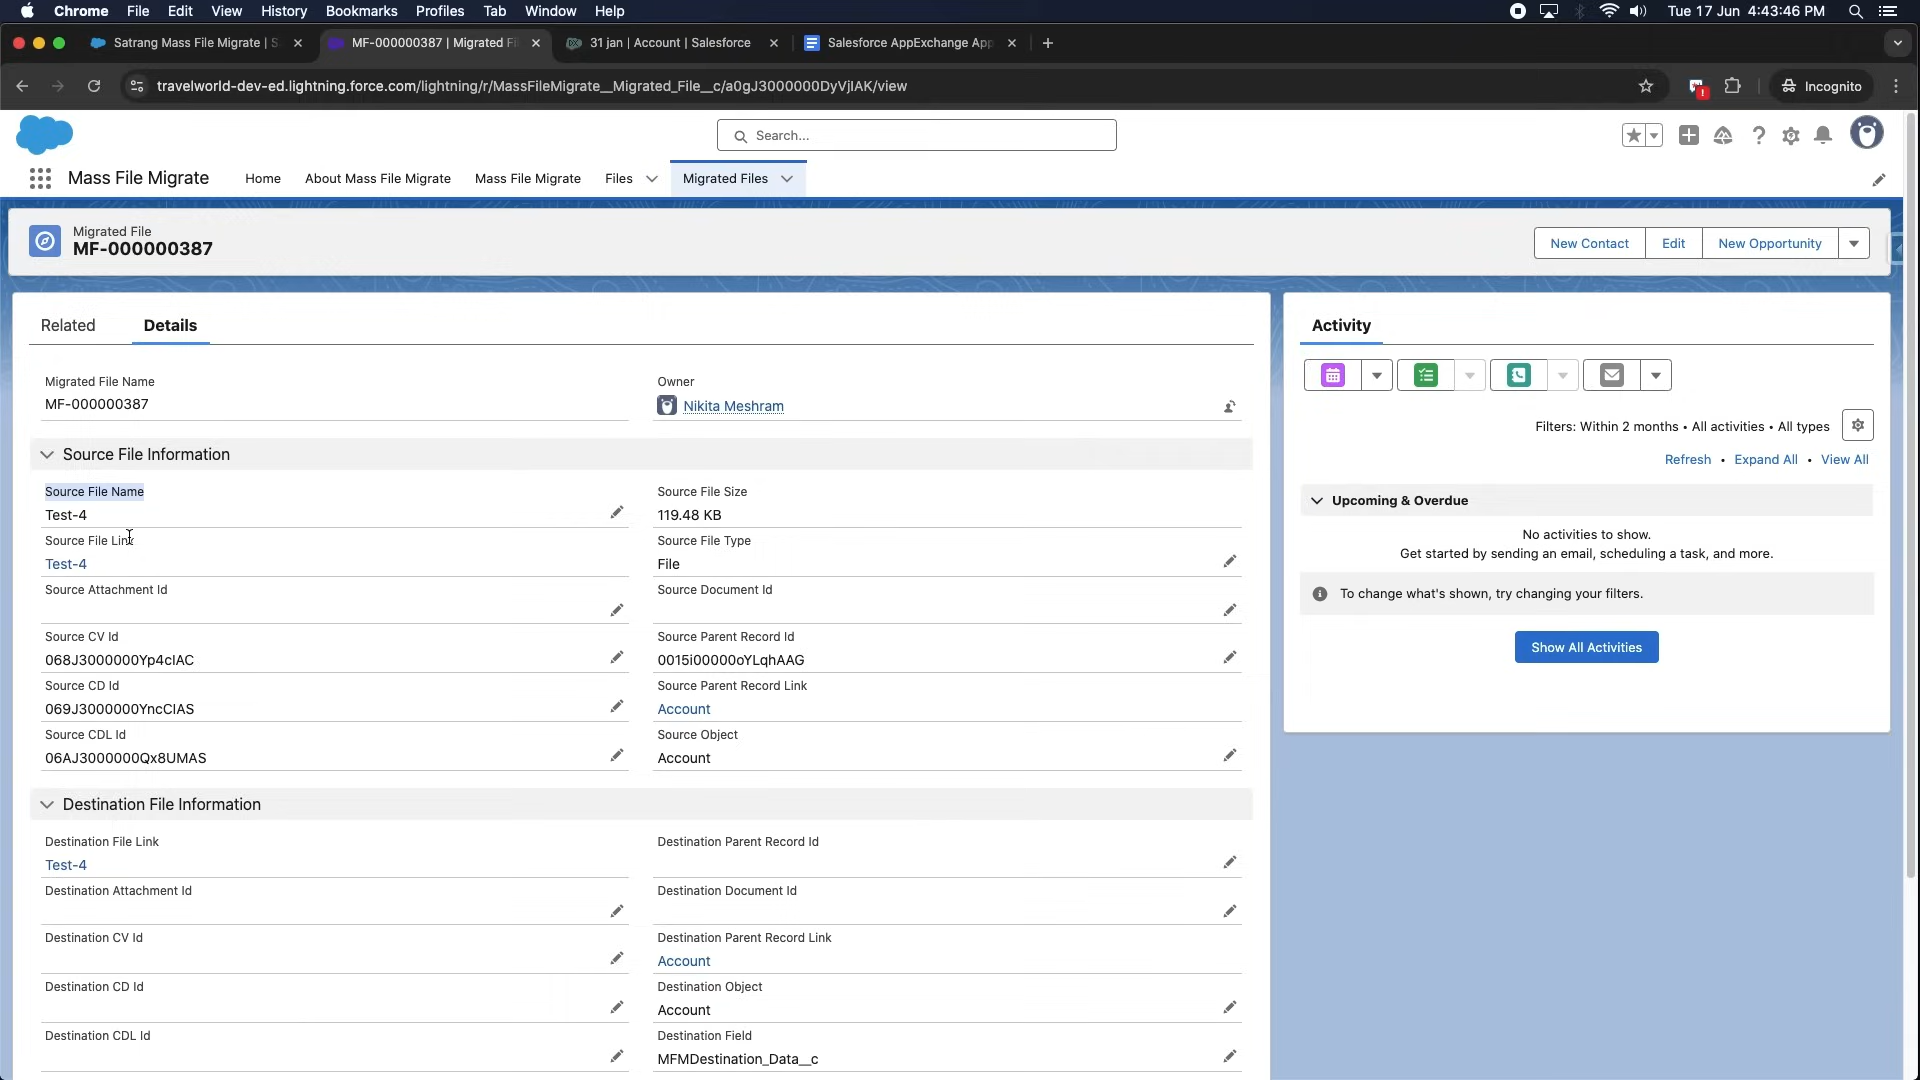 Chrome File Edit View History Bookmarks Profiles Tab Window Help
Tue 17 Jun 4:43:46 PM
Satrang Mass File Migrate | S
MF-000000387 | Migrated Fi
31 jan | Account | Salesforce
Salesforce AppExchange App
travelworld-dev-ed.lightning.force.com/lightning/r/MassFileMigrate__Migrated_File__c/a0gJ3000000DyVjIAK/view
Incognito
Search...
Mass File Migrate
Home About Mass File Migrate Mass File Migrate Files Migrated Files
Migrated File
MF-000000387
New Contact Edit New Opportunity
Related Details
Migrated File Name
MF-000000387
Owner
Nikita Meshram
Source File Information
Source File Name
Test-4
Source File Size
119.48 KB
Source File Link
Test-4
Source File Type
File
Source Attachment Id
Source Document Id
Source CV Id
068J3000000Yp4cIAC
Source Parent Record Id
0015i00000oYLqhAAG
Source CD Id
069J3000000YncCIAS
Source Parent Record Link
Account
Source CDL Id
06AJ3000000Qx8UMAS
Source Object
Account
Destination File Information
Destination File Link
Test-4
Destination Parent Record Id
Destination Attachment Id
Destination Document Id
Destination CV Id
Destination Parent Record Link
Account
Destination CD Id
Destination Object
Account
Destination CDL Id
Destination Field
MFMDestination_Data__c
Activity
Filters: Within 2 months • All activities • All types
Refresh • Expand All • View All
Upcoming & Overdue
No activities to show.
Get started by sending an email, scheduling a task, and more.
To change what's shown, try changing your filters.
Show All Activities